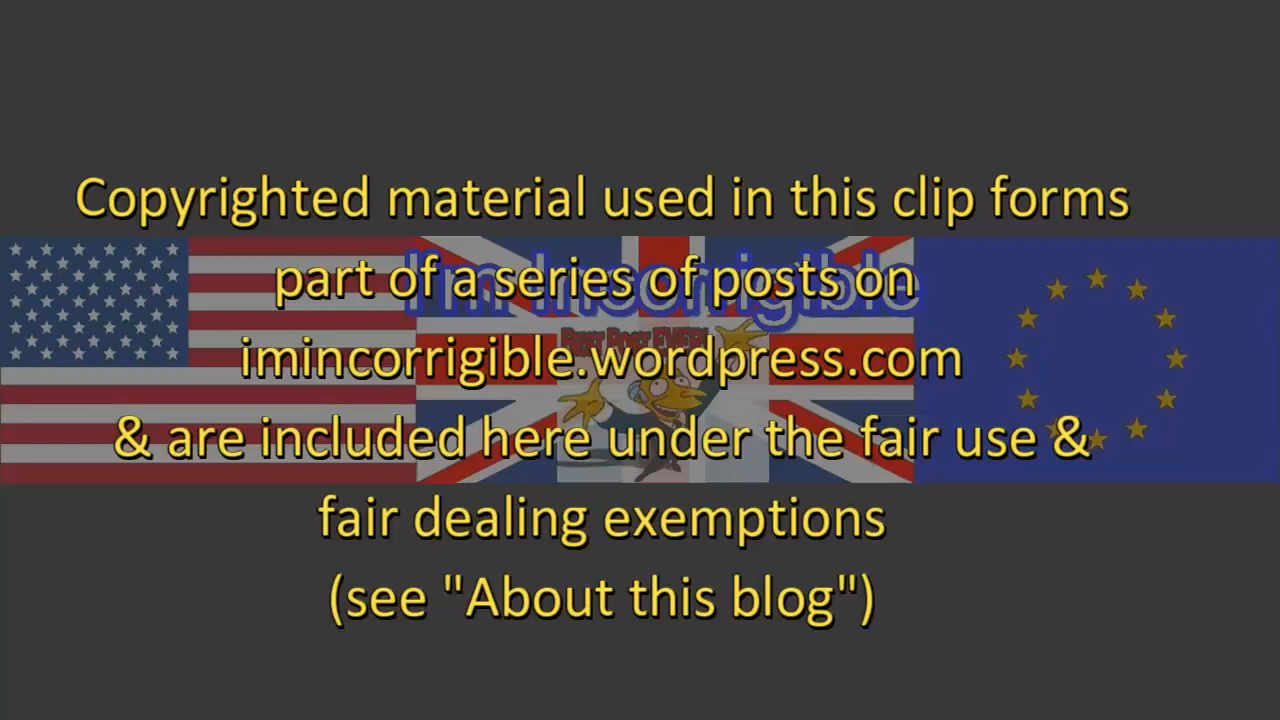 Copyrighted material used in this clip forms
part of a series of posts on
I'm Incorrigible
imincorrigible.wordpress.com
& are included here under the fair use &
fair dealing exemptions
(see "About this blog")